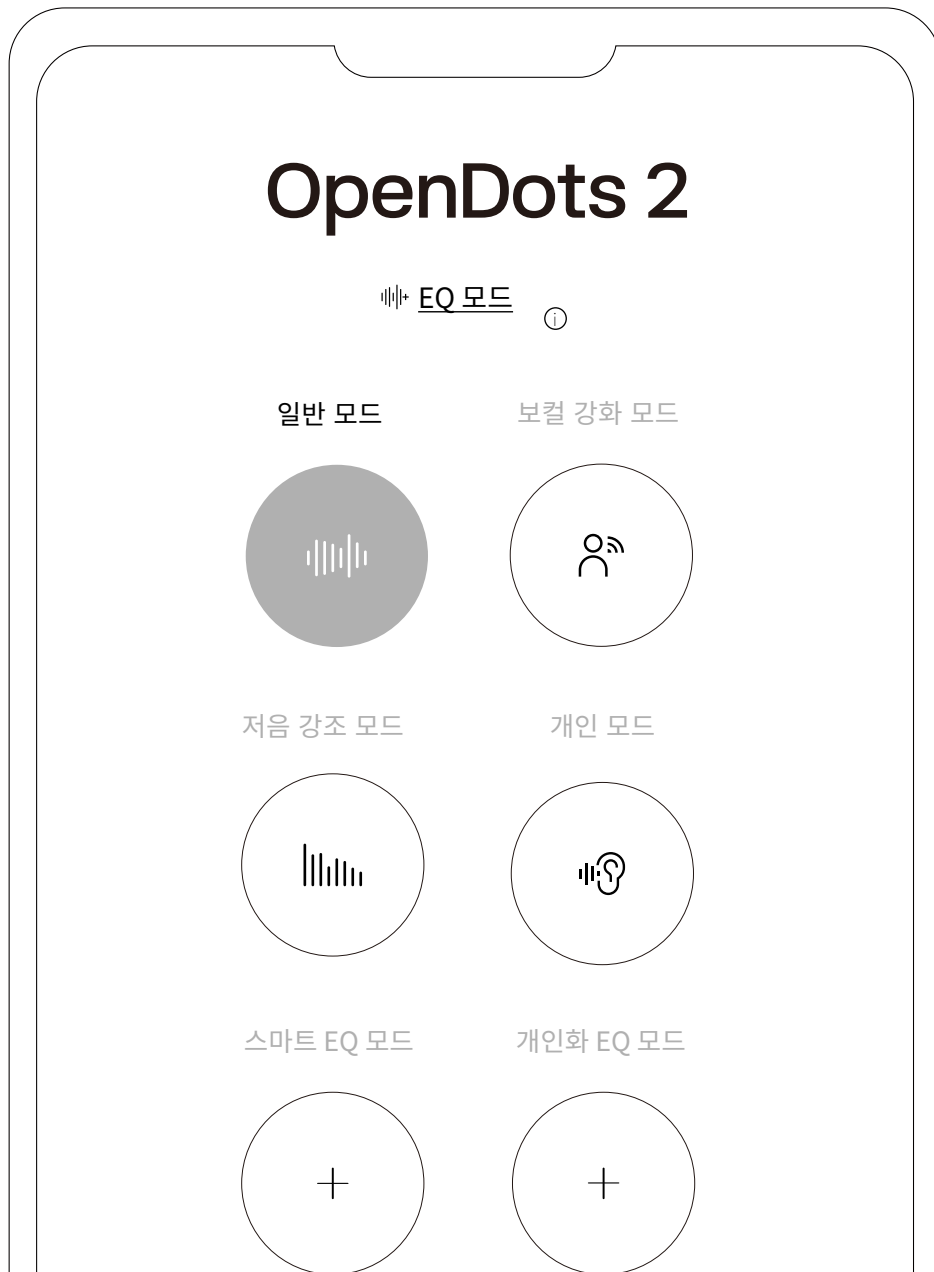 OpenDots 2
EQ 모드
일반 모드
보컬 강화 모드
저음 강조 모드
개인 모드
스마트 EQ 모드
개인화 EQ 모드